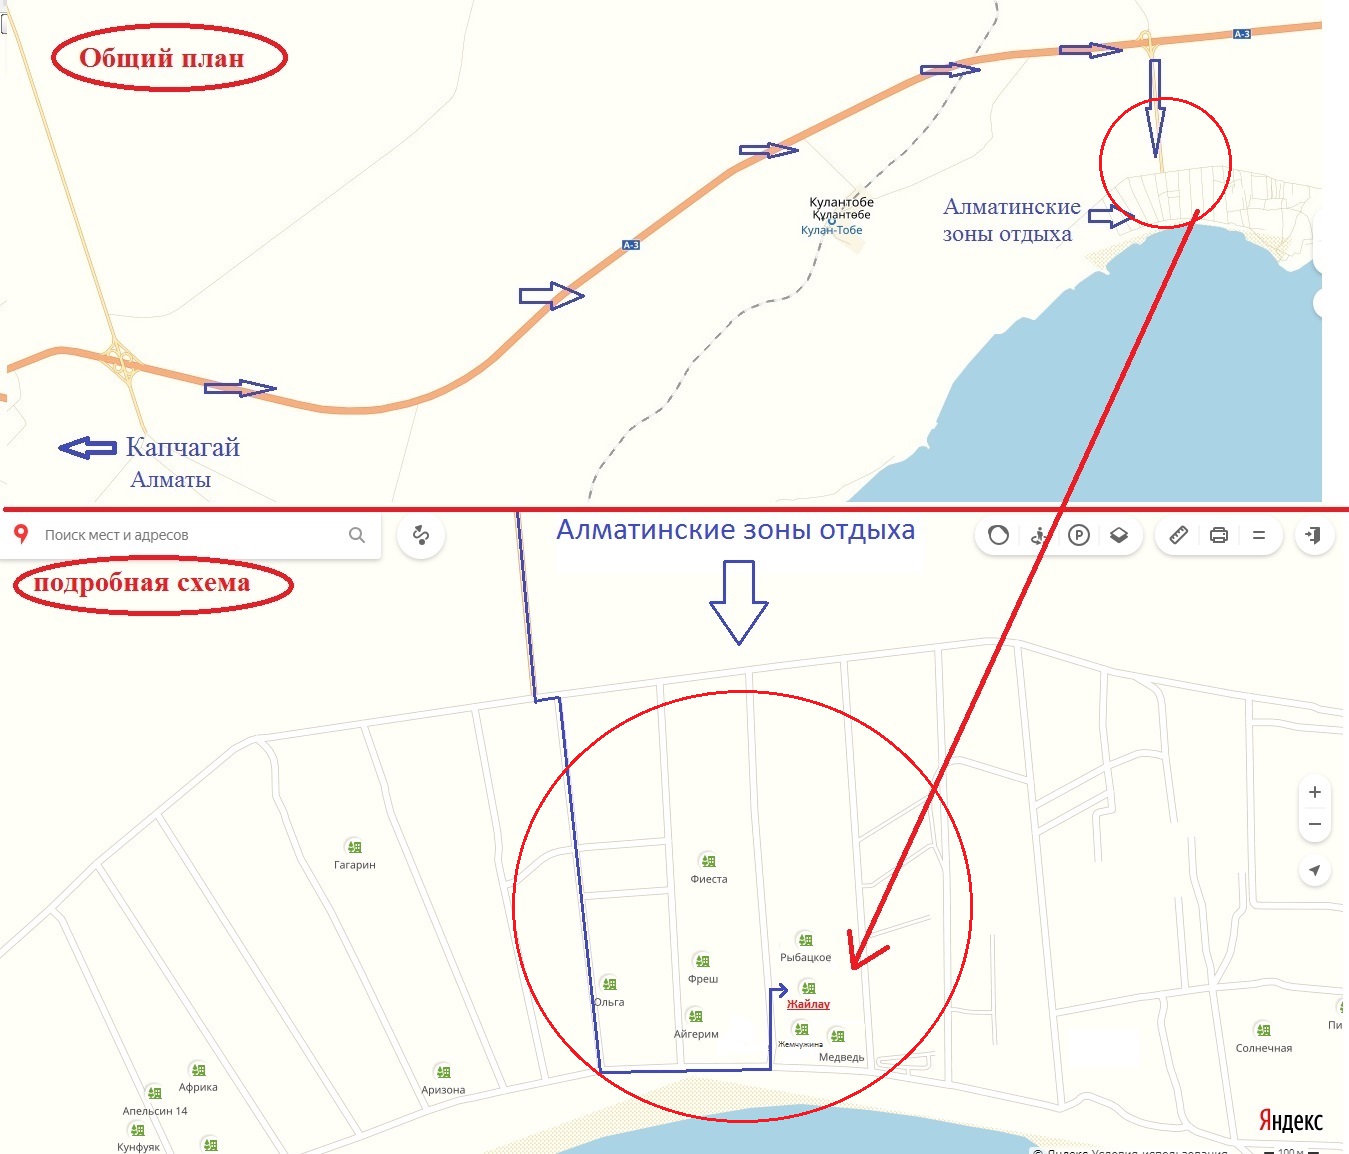 Общий план
А-3
Кулантобе
Құлантөбе
Кулан-Тобе
А-3
Алматинские
зоны отдыха
Капчагай
Алматы
Поиск мест и адресов
Алматинские зоны отдыха
P
подробная схема
Гагарин
Фиеста
Рыбацкое
Фреш
Жайлау
Ольга
Айгерим
Жемчужина
Медведь
Солнечная
Пи
Африка
Аризона
Апельсин 14
Кунфуяк
Яндекс
© Яндекс Условия использования
100 м